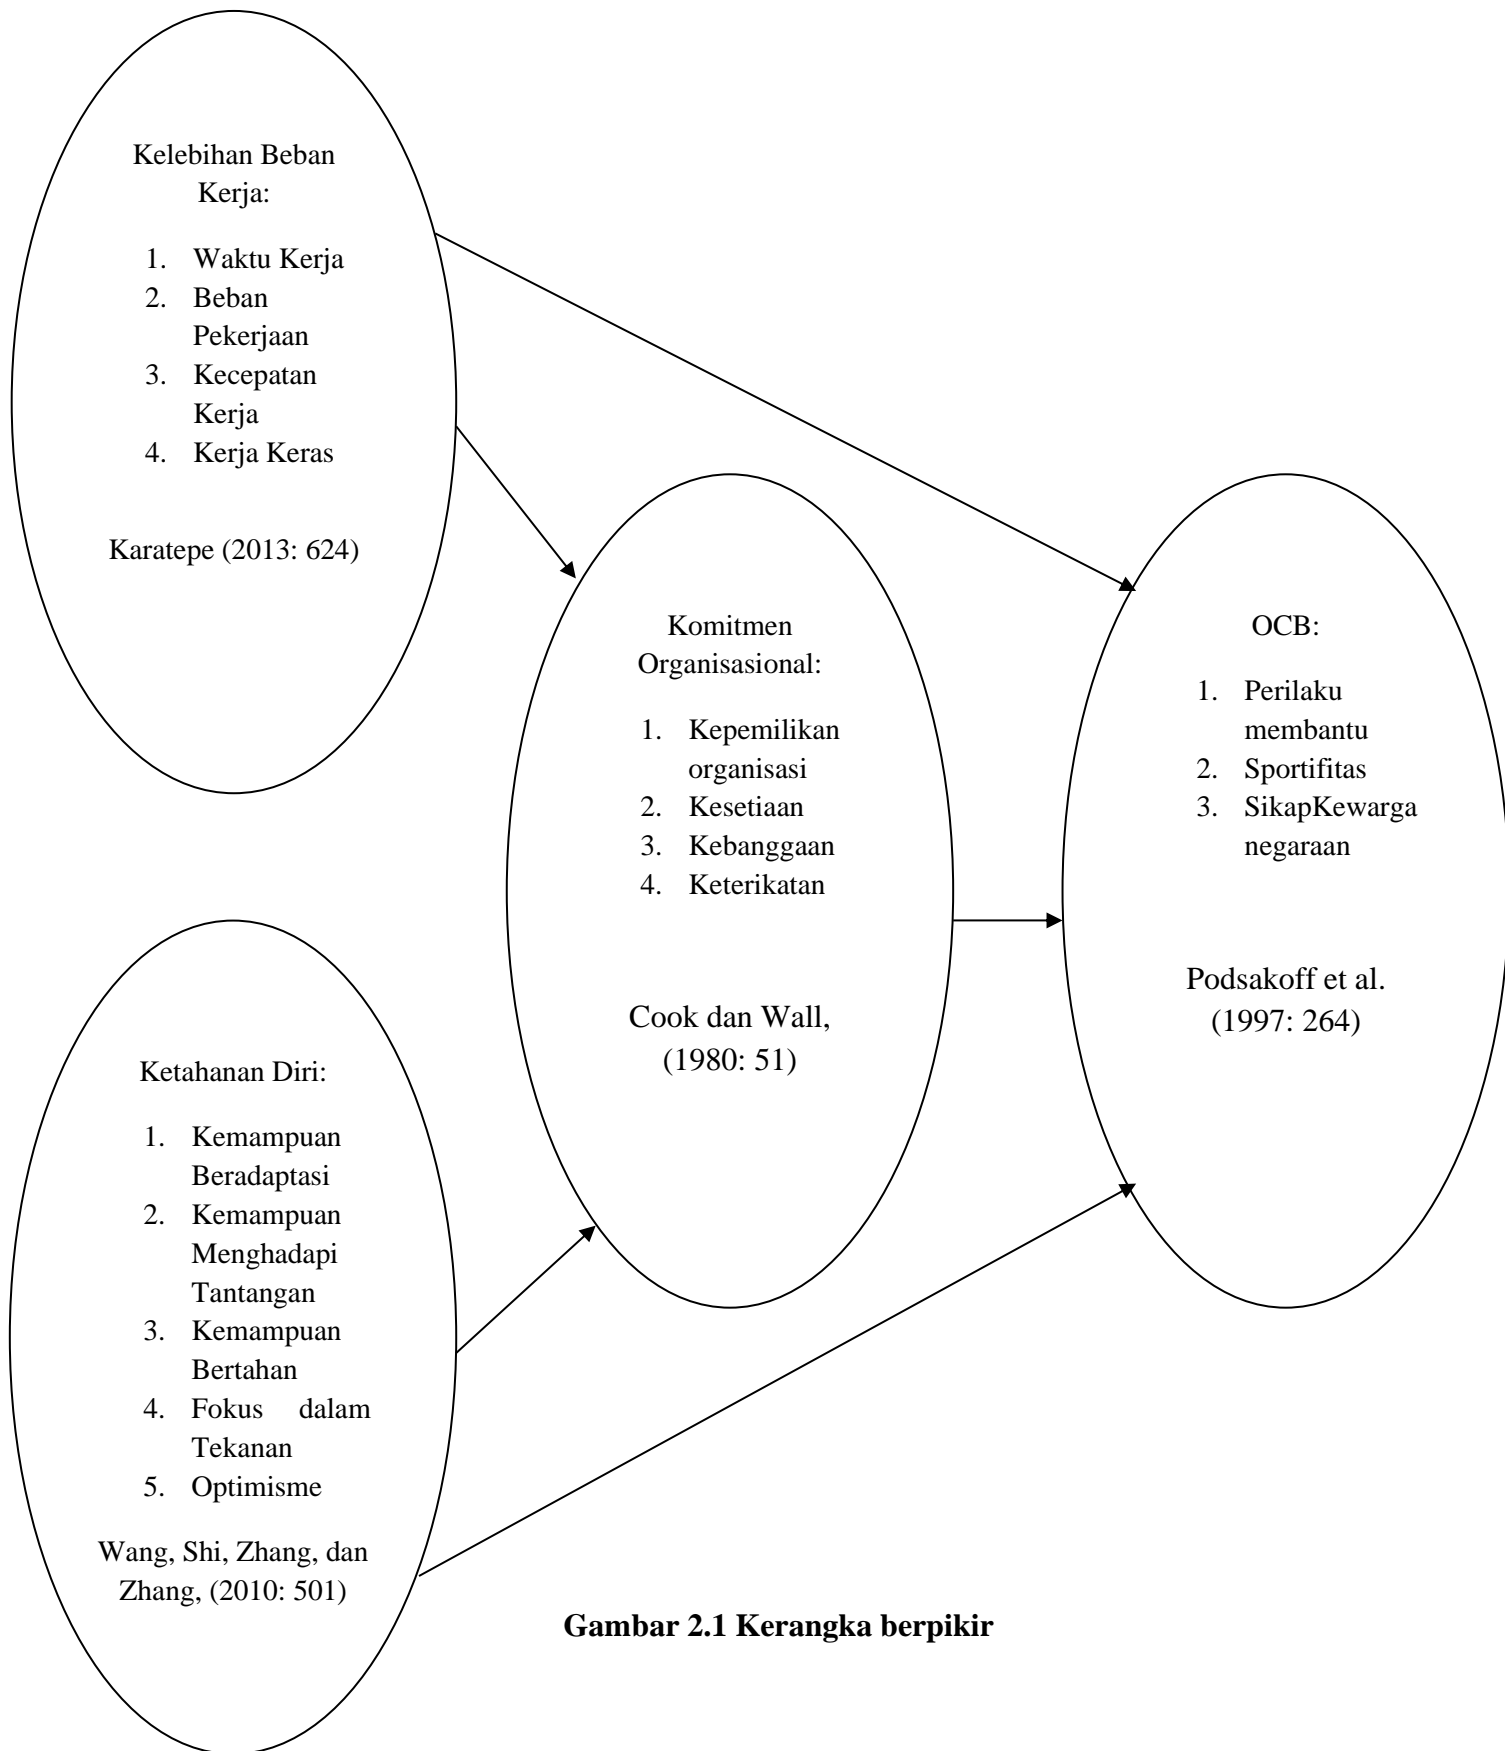 Kelebihan Beban
Kerja:
1. Waktu Kerja
2. Beban
Pekerjaan
3. Kecepatan
Kerja
4. Kerja Keras
Karatepe (2013: 624)
Komitmen
Organisasional:
1. Kepemilikan
organisasi
2. Kesetiaan
3. Kebanggaan
4. Keterikatan
Cook dan Wall,
(1980: 51)
OCB:
1. Perilaku
membantu
2. Sportifitas
3. SikapKewarga
negaraan
Podsakoff et al.
(1997: 264)
Ketahanan Diri:
1. Kemampuan
Beradaptasi
2. Kemampuan
Menghadapi
Tantangan
3. Kemampuan
Bertahan
4. Fokus dalam
Tekanan
5. Optimisme
Wang, Shi, Zhang, dan
Zhang, (2010: 501)
Gambar 2.1 Kerangka berpikir